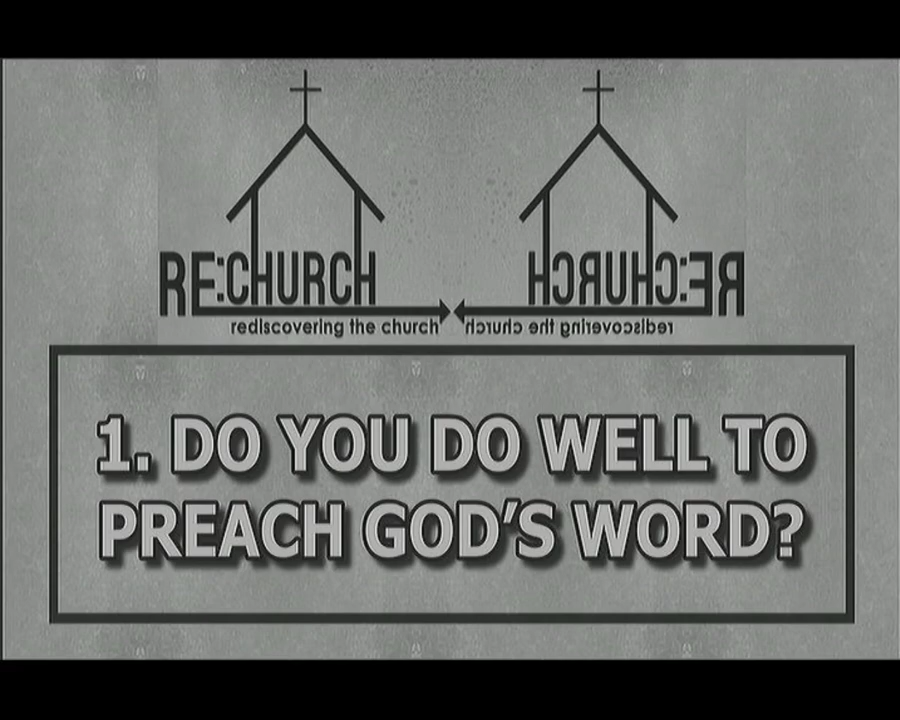 RE:CHURCH RE:CHURCH
rediscovering the church rediscovering the church
1. DO YOU DO WELL TO
PREACH GOD'S WORD?